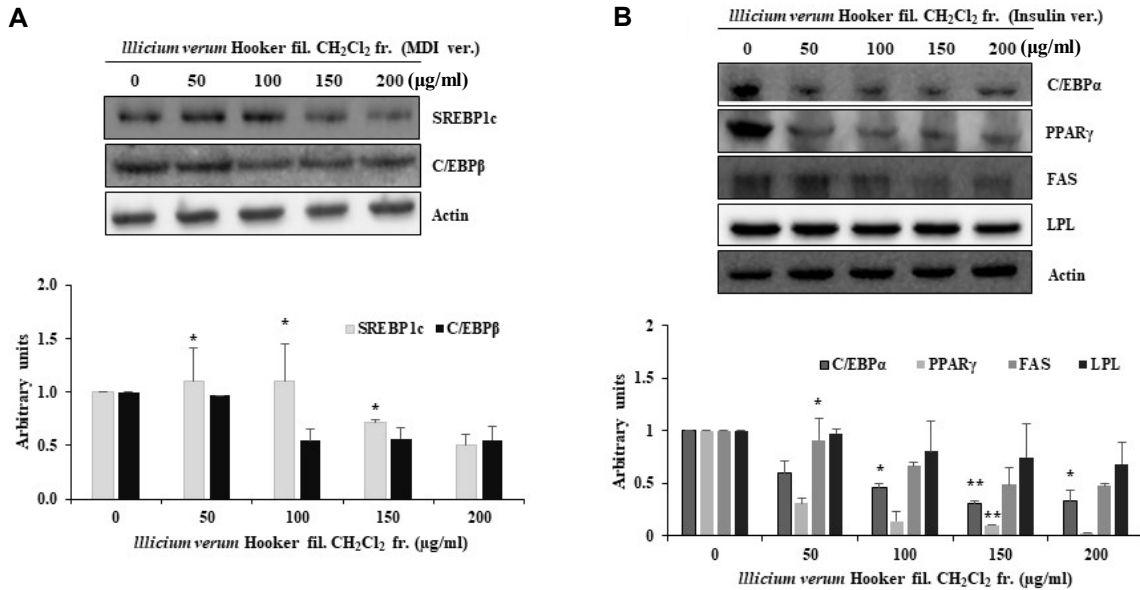 A
Illicium verum Hooker fil. CH₂Cl₂ fr. (MDI ver.)
0 50 100 150 200 (µg/ml)
SREBP1c
C/EBPβ
Actin
2.0
1.5
1.0
0.5
0.0
Arbitrary units
SREBP1c C/EBPβ
* * *
0 50 100 150 200
Illicium verum Hooker fil. CH₂Cl₂ fr. (µg/ml)
B
Illicium verum Hooker fil. CH₂Cl₂ fr. (Insulin ver.)
0 50 100 150 200 (µg/ml)
C/EBPα
PPARγ
FAS
LPL
Actin
2
1.5
1
0.5
0
Arbitrary units
C/EBPα PPARγ FAS LPL
* * ** ** *
0 50 100 150 200
Illicium verum Hooker fil. CH₂Cl₂ fr. (µg/ml)